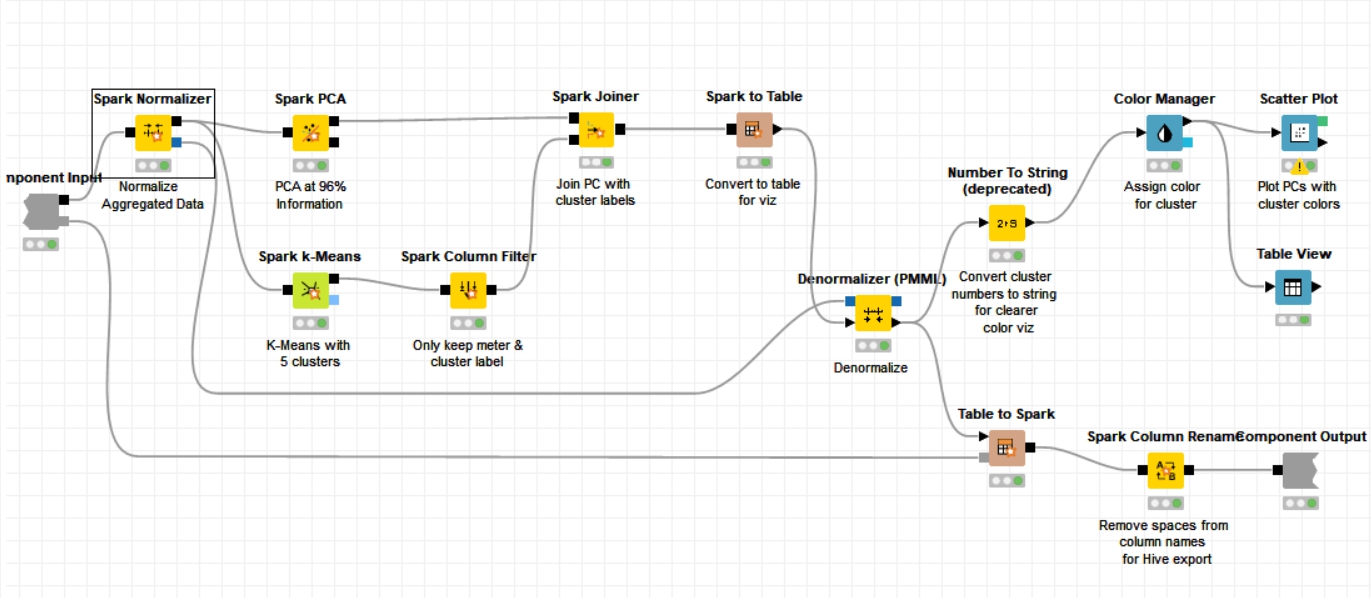 Spark Normalizer
Normalize
Aggregated Data
mponent Input
Spark PCA
PCA at 96%
Information
Spark k-Means
K-Means with
5 clusters
Spark Column Filter
Only keep meter &
cluster label
Spark Joiner
Join PC with
cluster labels
Spark to Table
Convert to table
for viz
Denormalizer (PMML)
Denormalize
Number To String
(deprecated)
2▸S
Convert cluster
numbers to string
for clearer
color viz
Color Manager
Assign color
for cluster
Scatter Plot
!
Plot PCs with
cluster colors
Table View
Table to Spark
Spark Column Rename
A
B
Remove spaces from
column names
for Hive export
Component Output